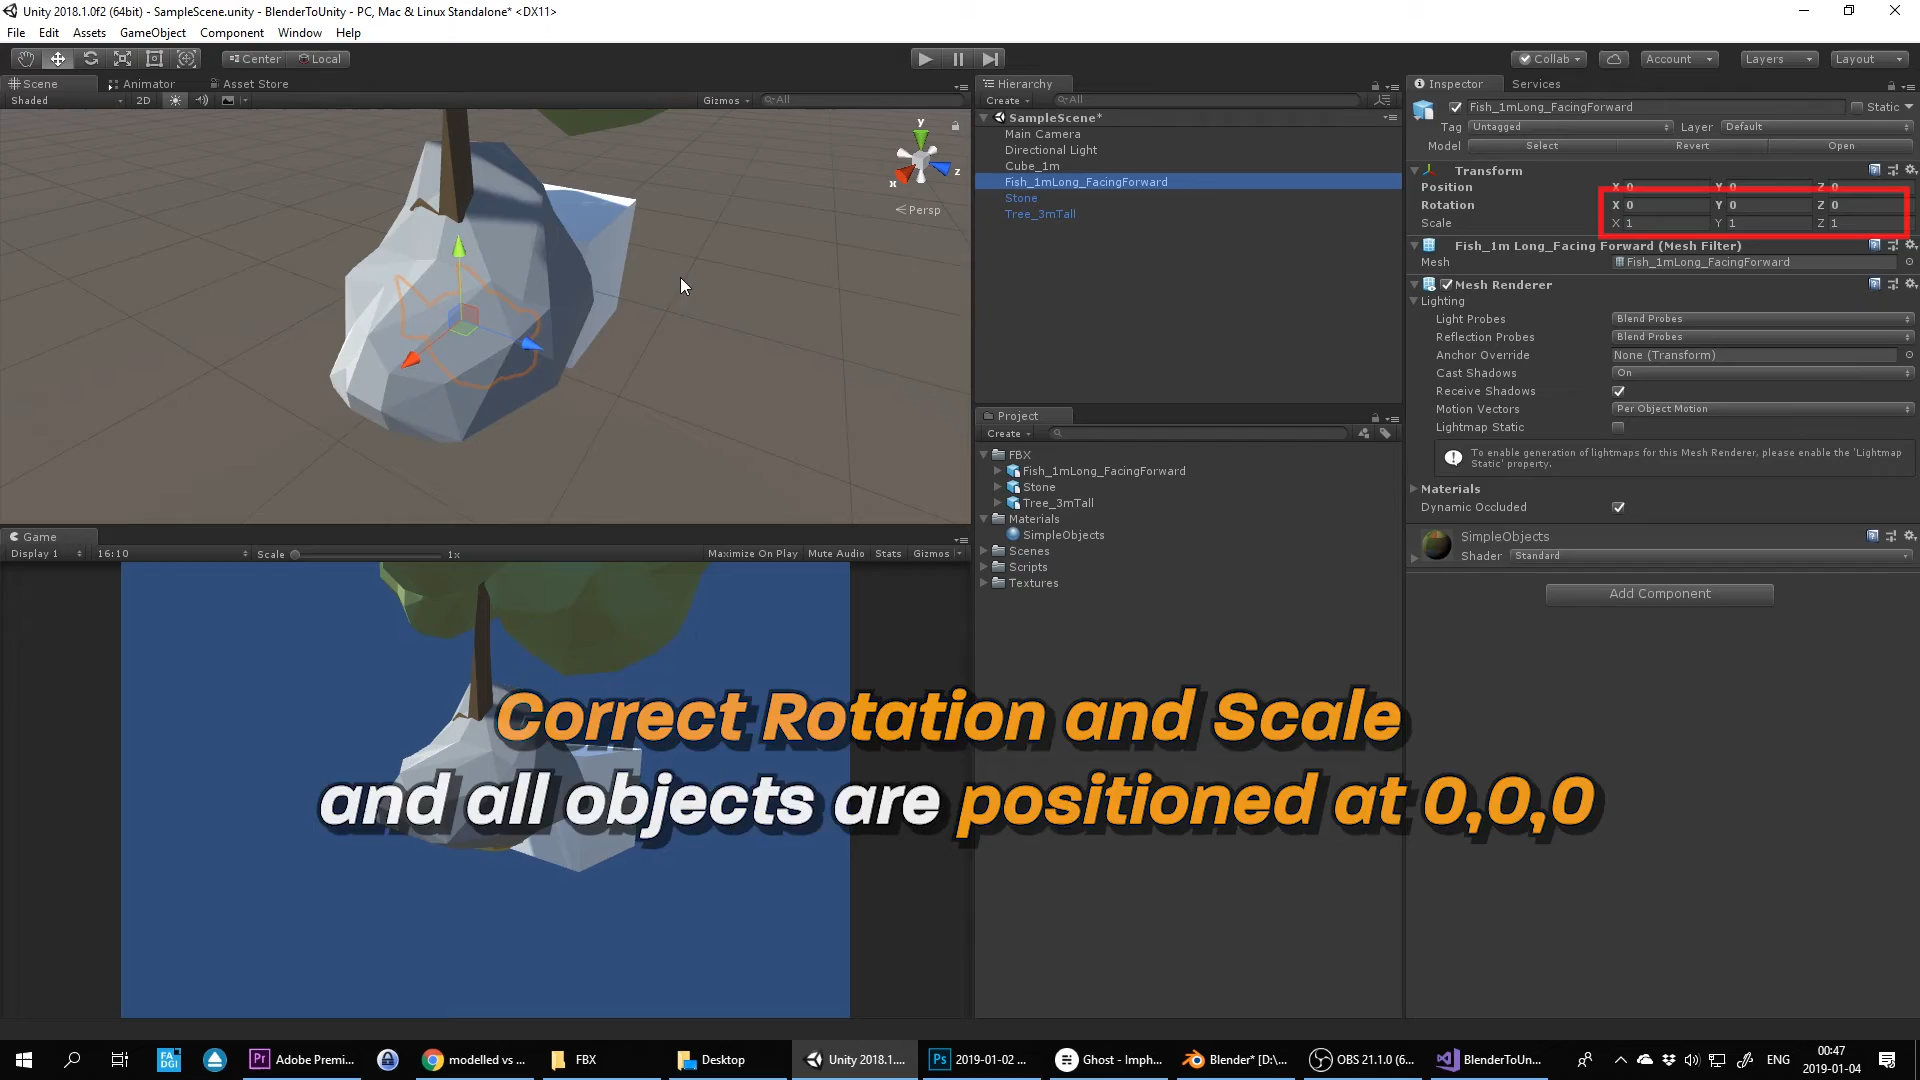 Unity 2018.1.0f2 (64bit) - SampleScene.unity - BlenderToUnity - PC, Mac & Linux Standalone* <DX11>
File Edit Assets GameObject Component Window Help
Center Local Collab Account Layers Layout
Scene Animator Asset Store
Shaded 2D Gizmos All
y
x
z
Persp
Hierarchy
Create All
SampleScene*
Main Camera
Directional Light
Cube_1m
Fish_1mLong_FacingForward
Stone
Tree_3mTall
Project
Create
FBX
Fish_1mLong_FacingForward
Stone
Tree_3mTall
Materials
SimpleObjects
Scenes
Scripts
Textures
Inspector Services
Fish_1mLong_FacingForward Static
Tag Untagged Layer Default
Model Select Revert Open
Transform
Position X 0 Y 0 Z 0
Rotation X 0 Y 0 Z 0
Scale X 1 Y 1 Z 1
Fish_1m Long_Facing Forward (Mesh Filter)
Mesh Fish_1mLong_FacingForward
Mesh Renderer
Lighting
Light Probes Blend Probes
Reflection Probes Blend Probes
Anchor Override None (Transform)
Cast Shadows On
Receive Shadows
Motion Vectors Per Object Motion
Lightmap Static
To enable generation of lightmaps for this Mesh Renderer, please enable the 'Lightmap
Static' property.
Materials
Dynamic Occluded
SimpleObjects
Shader Standard
Add Component
Game
Display 1 16:10 Scale 1x Maximize On Play Mute Audio Stats Gizmos
Correct Rotation and Scale
and all objects are positioned at 0,0,0
FA
DGI
Pr Adobe Premi... modelled vs ... FBX Desktop Unity 2018.1.... Ps 2019-01-02 ... Ghost - Imph... Blender* [D:\... OBS 21.1.0 (6... BlenderToUn... ENG
00:47
2019-01-04